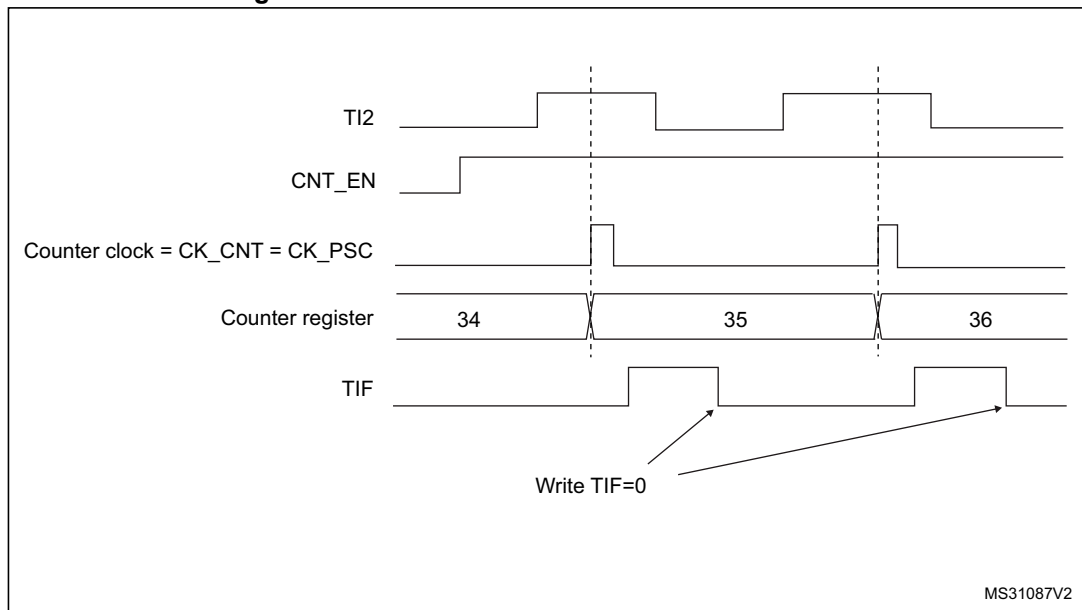 g
TI2
CNT_EN
Counter clock = CK_CNT = CK_PSC
Counter register
34
35
36
TIF
Write TIF=0
MS31087V2